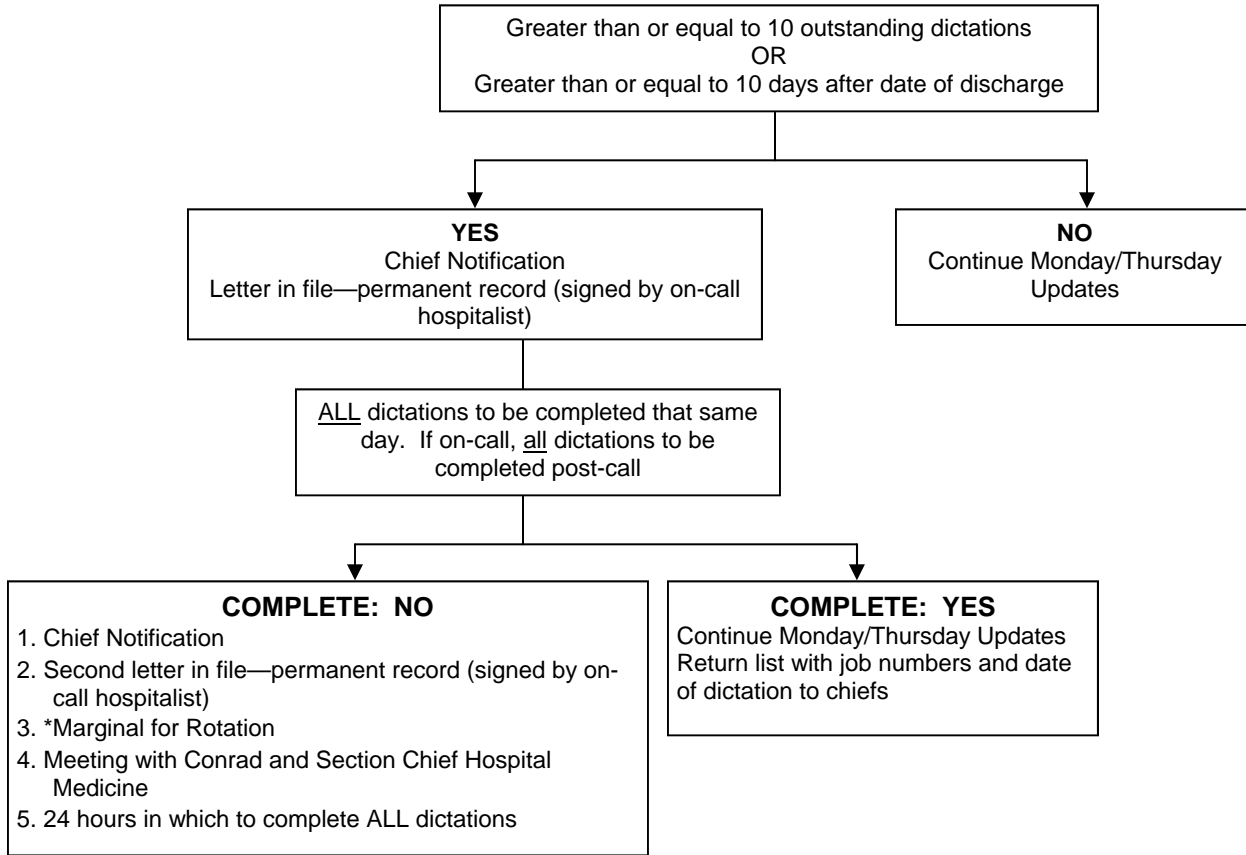 Greater than or equal to 10 outstanding dictations
OR
Greater than or equal to 10 days after date of discharge
YES
Chief Notification
Letter in file—permanent record (signed by on-call
hospitalist)
NO
Continue Monday/Thursday
Updates
ALL dictations to be completed that same
day.  If on-call, all dictations to be
completed post-call
COMPLETE:  NO
1. Chief Notification
2. Second letter in file—permanent record (signed by on-
call hospitalist)
3. *Marginal for Rotation
4. Meeting with Conrad and Section Chief Hospital
Medicine
5. 24 hours in which to complete ALL dictations
COMPLETE:  YES
Continue Monday/Thursday Updates
Return list with job numbers and date
of dictation to chiefs